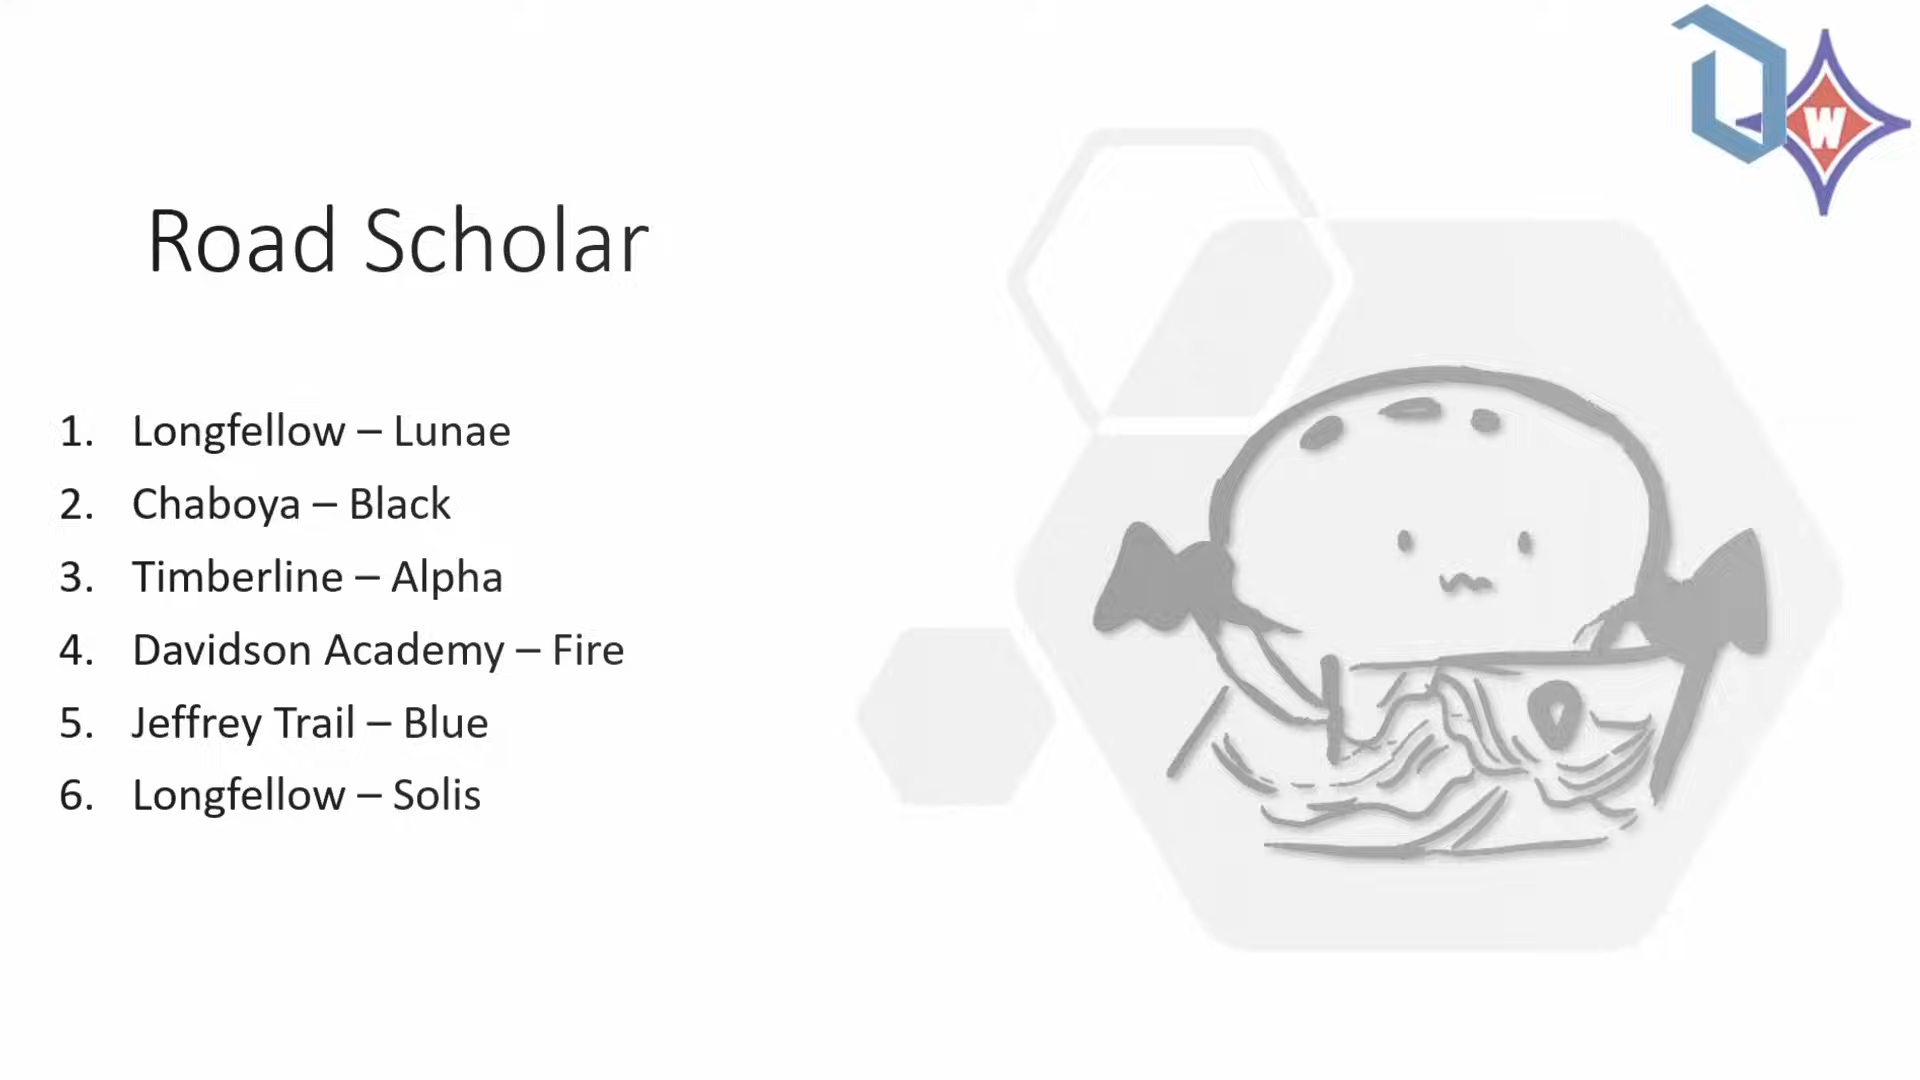 W
Road Scholar
1. Longfellow – Lunae
2. Chaboya – Black
3. Timberline – Alpha
4. Davidson Academy – Fire
5. Jeffrey Trail – Blue
6. Longfellow – Solis